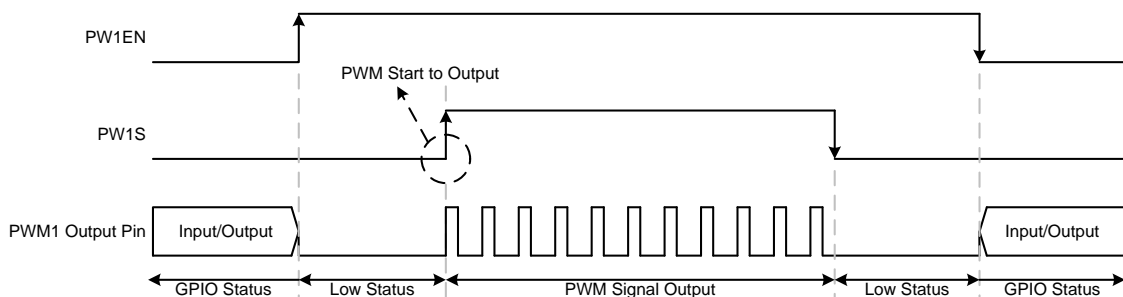 PW1EN
PWM Start to Output
PW1S
PWM1 Output Pin
Input/Output
Input/Output
GPIO Status
Low Status
PWM Signal Output
Low Status
GPIO Status